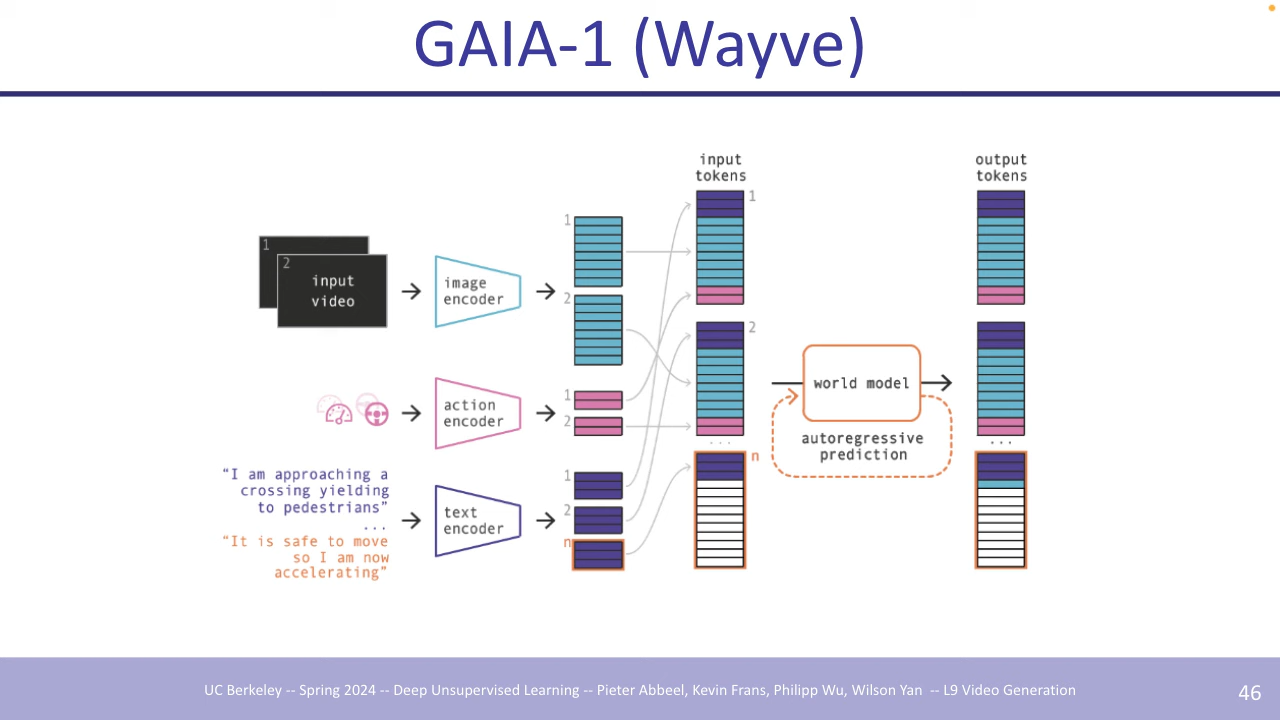 GAIA-1 (Wayve)
input
tokens
output
tokens
1
2
input
video
image
encoder
1
2
1
2
n
action
encoder
1
2
"I am approaching a
crossing yielding
to pedestrians"
...
"It is safe to move
so I am now
accelerating"
text
encoder
1
2
n
world model
autoregressive
prediction
...
...
UC Berkeley -- Spring 2024 -- Deep Unsupervised Learning -- Pieter Abbeel, Kevin Frans, Philipp Wu, Wilson Yan -- L9 Video Generation
46